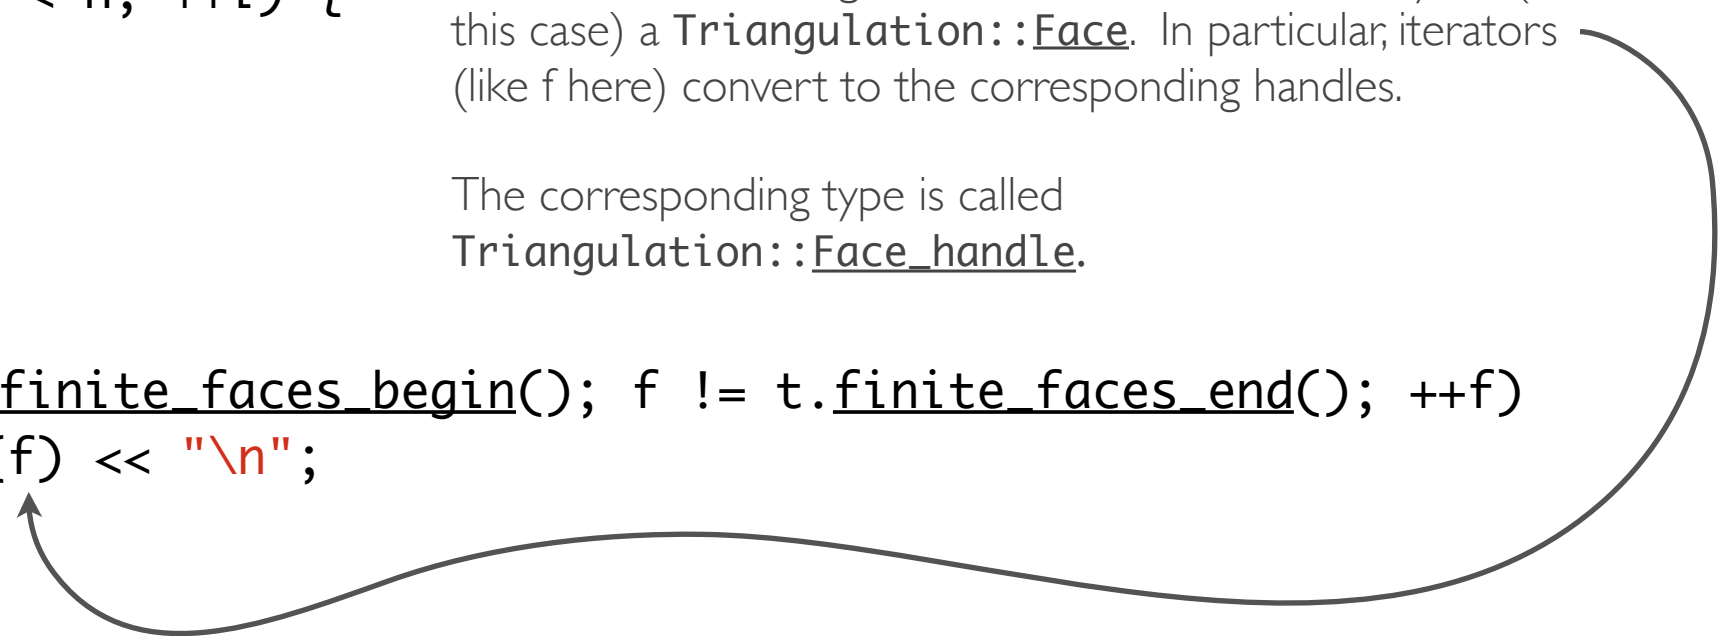 < n; ++i) {
this case) a Triangulation::Face. In particular, iterators
(like f here) convert to the corresponding handles.
The corresponding type is called
Triangulation::Face_handle.
finite_faces_begin(); f != t.finite_faces_end(); ++f)
(f) << "\n";